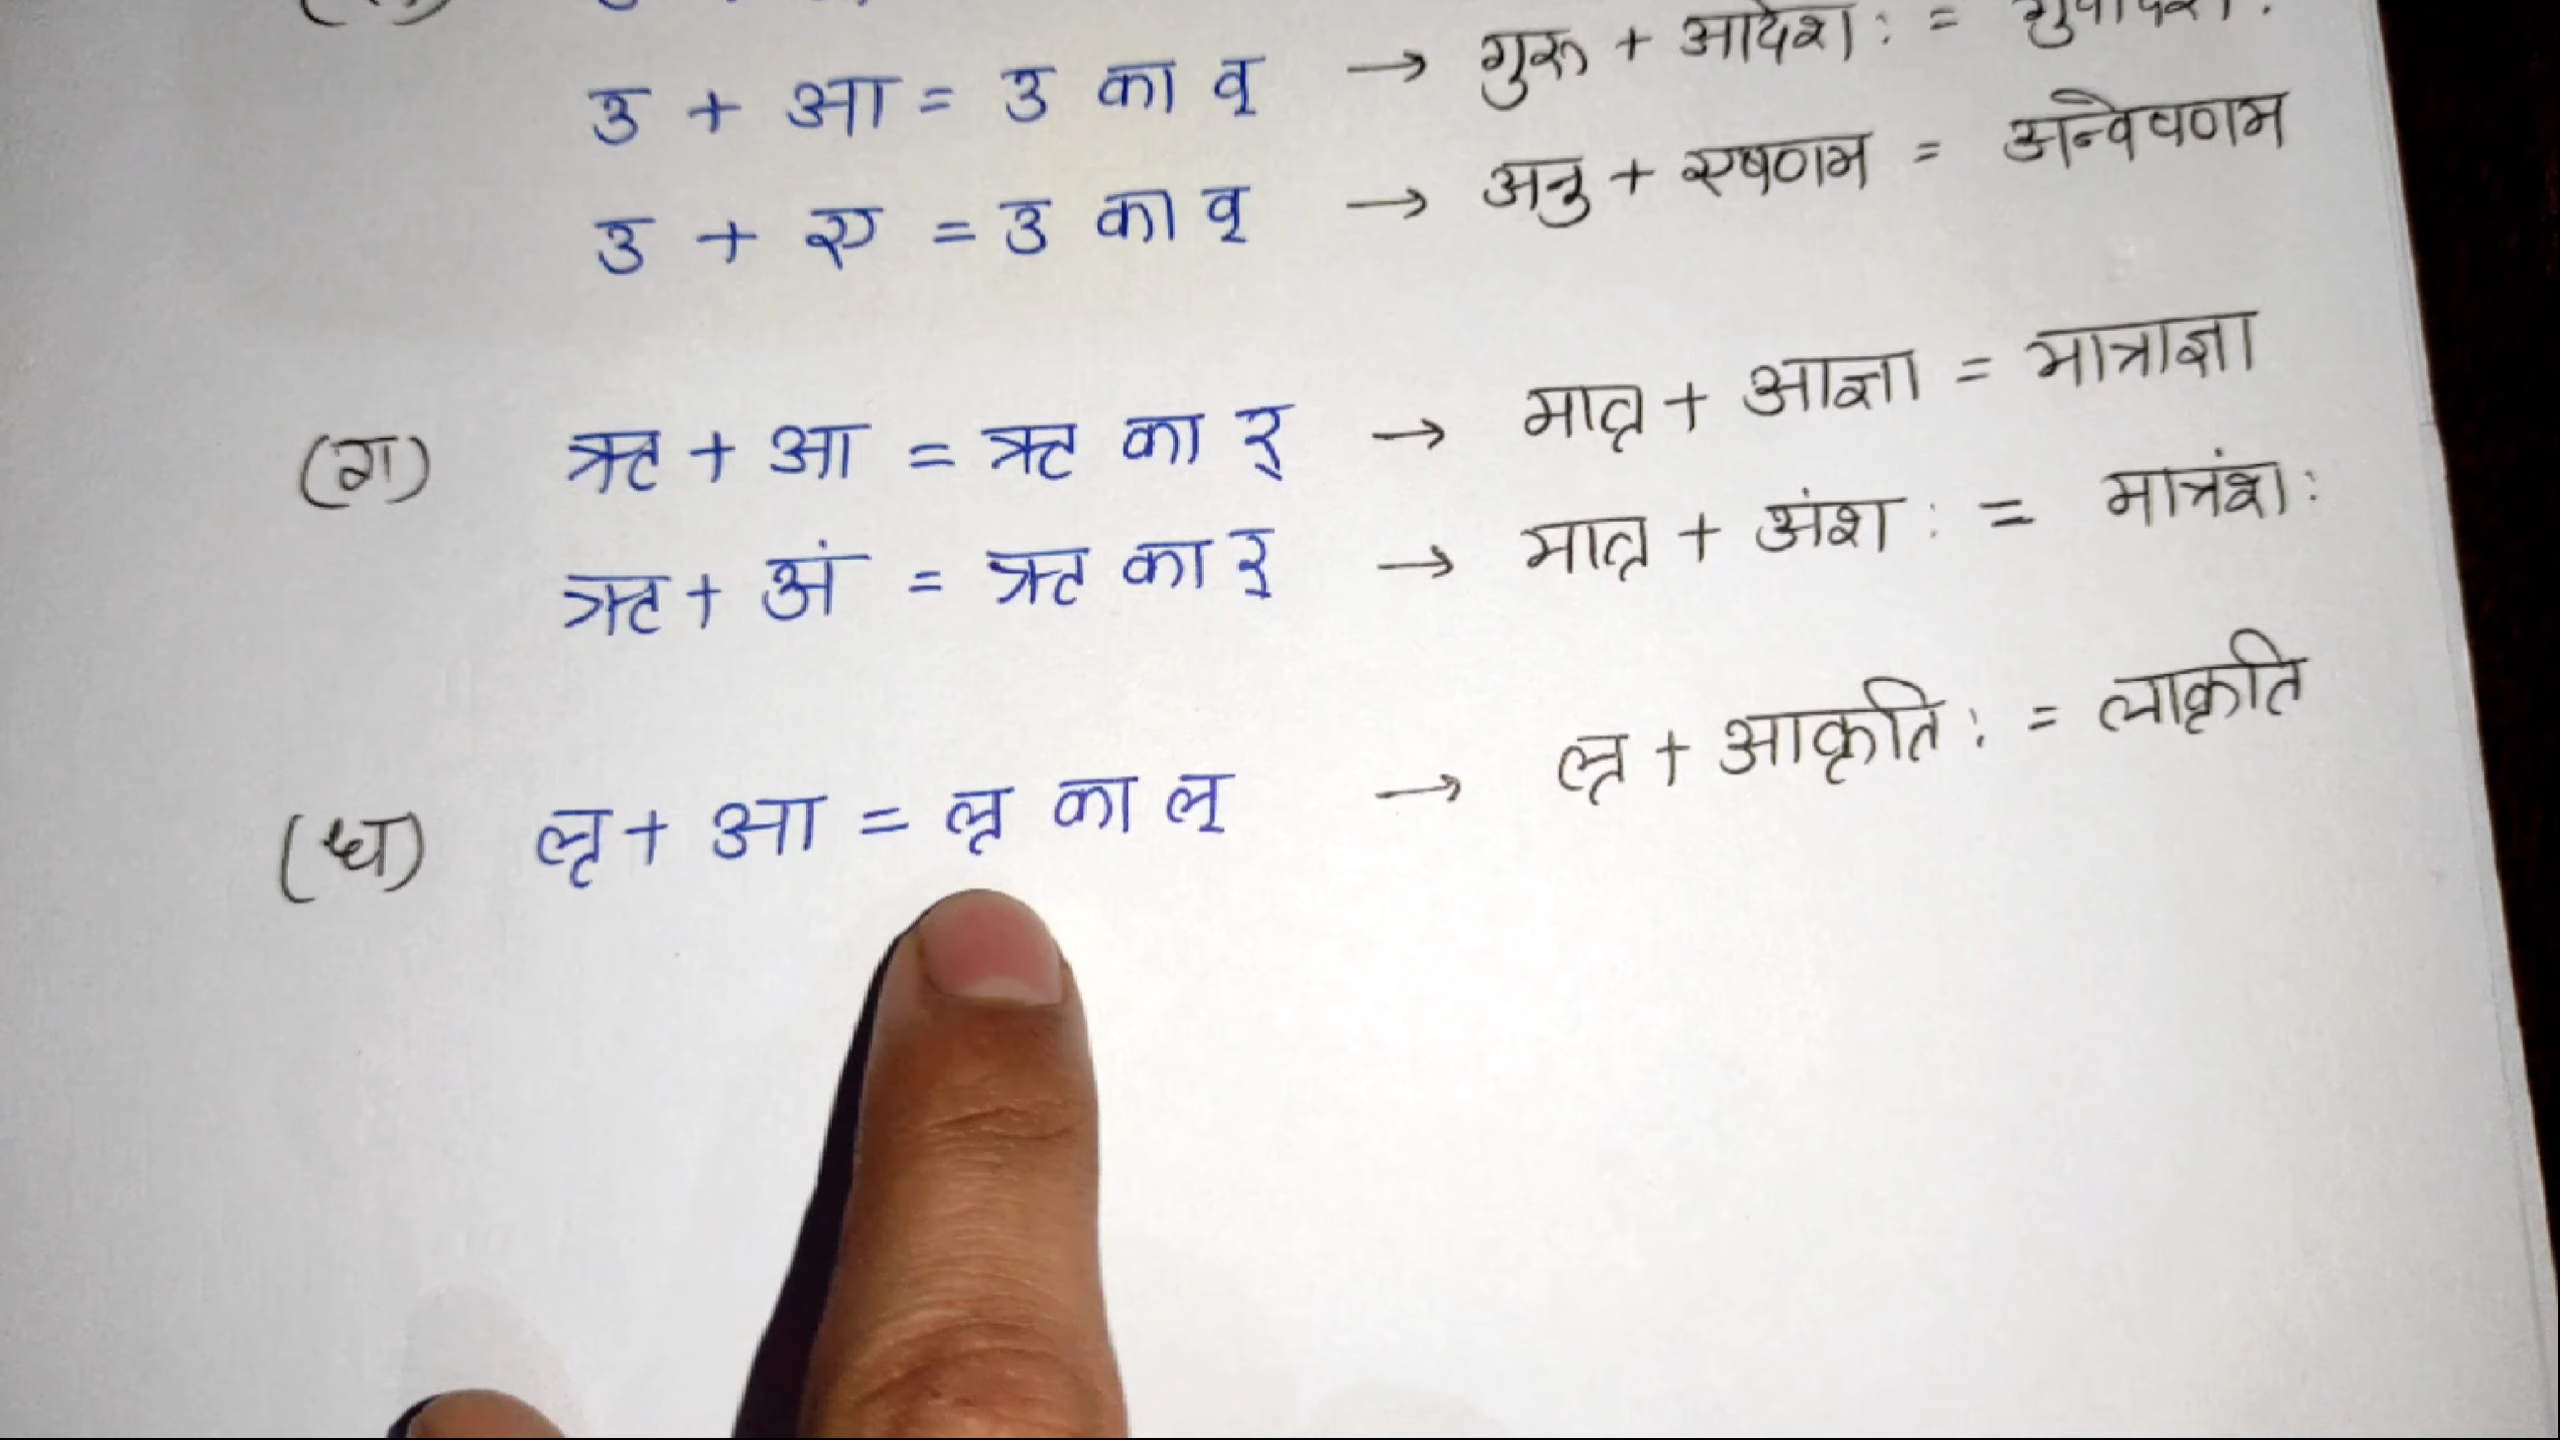 उ + आ = उ का व् → गुरू + आदेश : =
उ + ए = उ का व् → अनु + एषणम = अन्वेषणम
(ग) ऋ + आ = ऋ का र् → मातृ + आज्ञा = मात्राज्ञा
ऋ + अं = ऋ का र् → मातृ + अंश : = मात्रंश :
(घ) लृ + आ = लृ का ल् → लृ + आकृति : = लाकृति